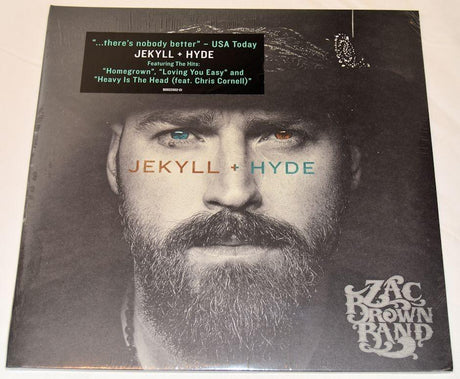 "...there's nobody better" – USA Today
JEKYLL + HYDE
Featuring The Hits:
"Homegrown", "Loving You Easy" and
"Heavy Is The Head (feat. Chris Cornell)"
JEKYLL + HYDE
ZAC
BROWN
BAND